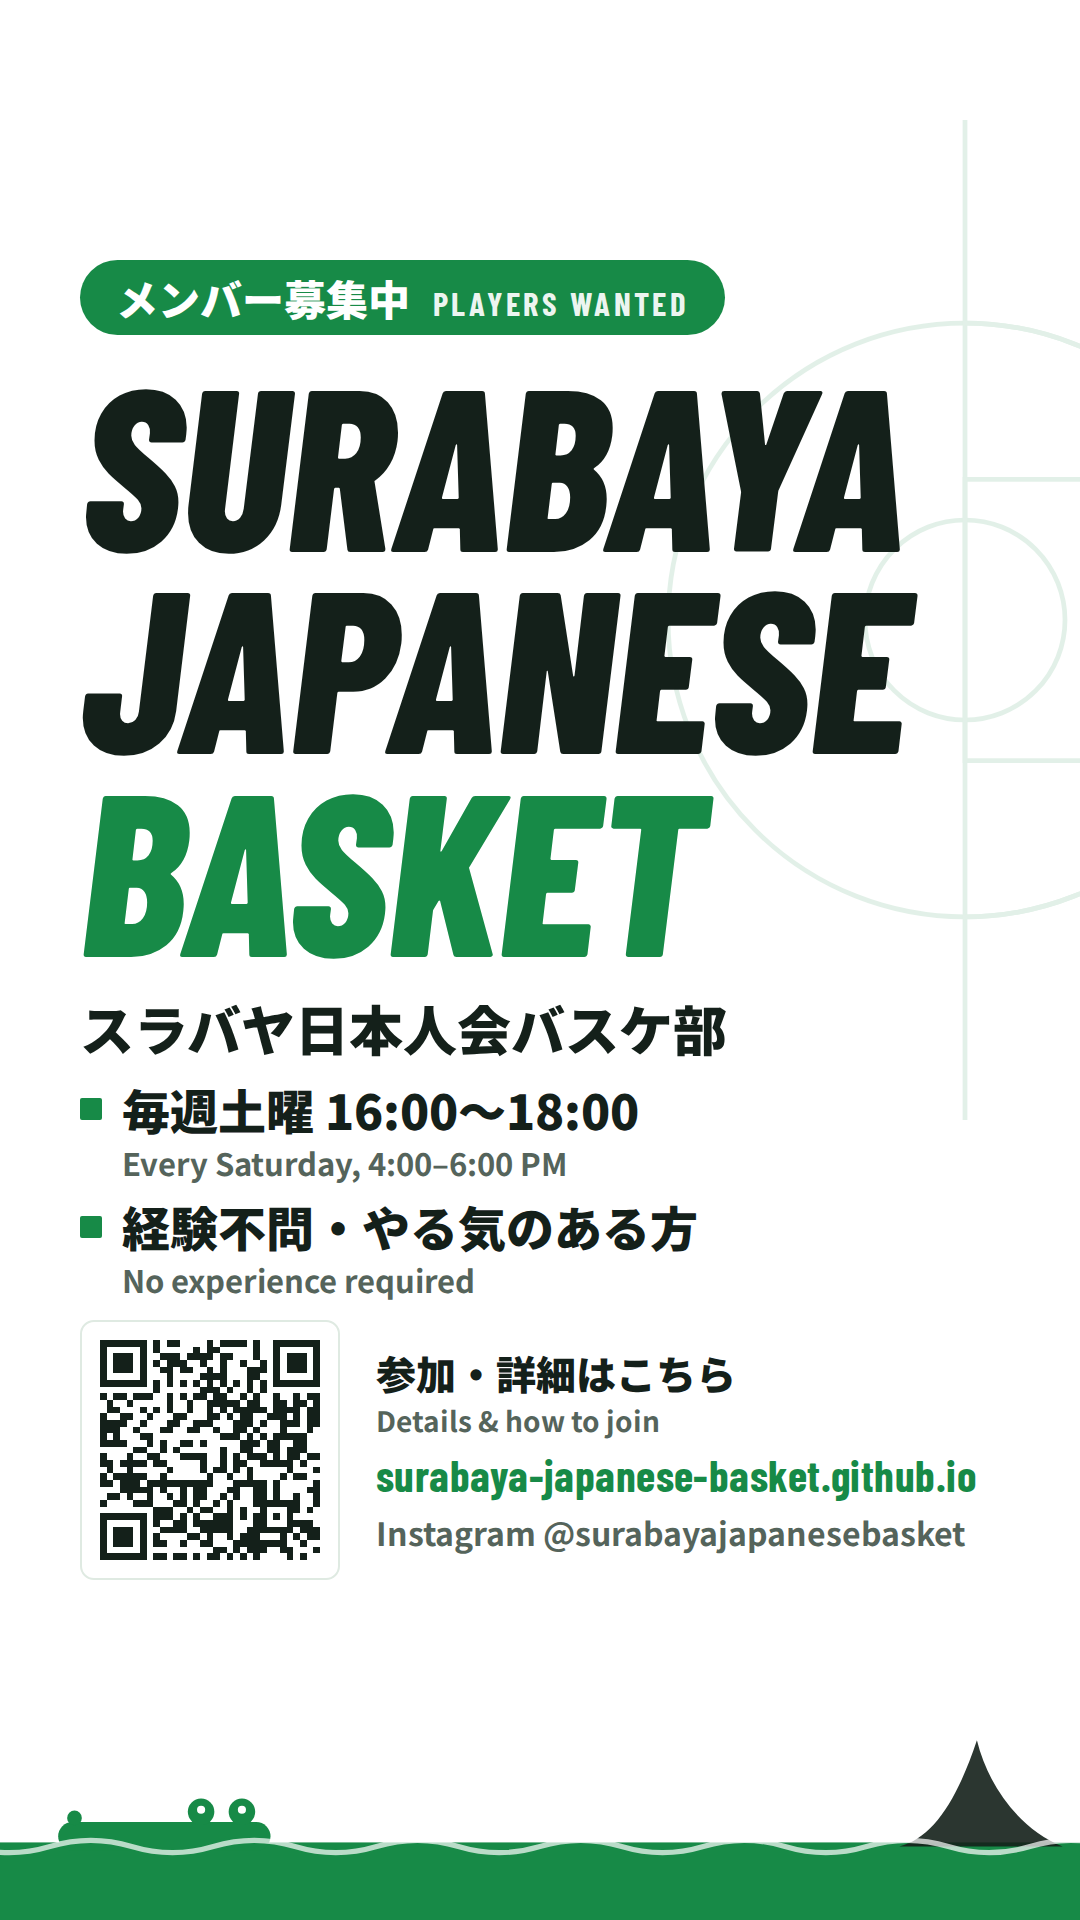 メンバー募集中 PLAYERS WANTED
SURABAYA
JAPANESE
BASKET
スラバヤ日本人会バスケ部
毎週土曜 16:00〜18:00
Every Saturday, 4:00–6:00 PM
経験不問・やる気のある方
No experience required
参加・詳細はこちら
Details & how to join
surabaya-japanese-basket.github.io
Instagram @surabayajapanesebasket